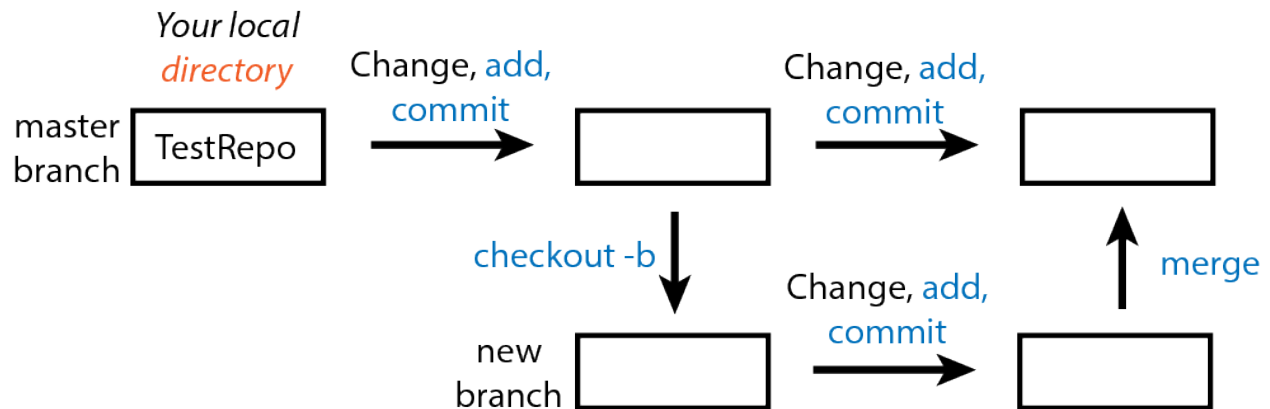 Your local
directory
master
branch
TestRepo
Change, add,
commit
Change, add,
commit
checkout -b
merge
new
branch
Change, add,
commit